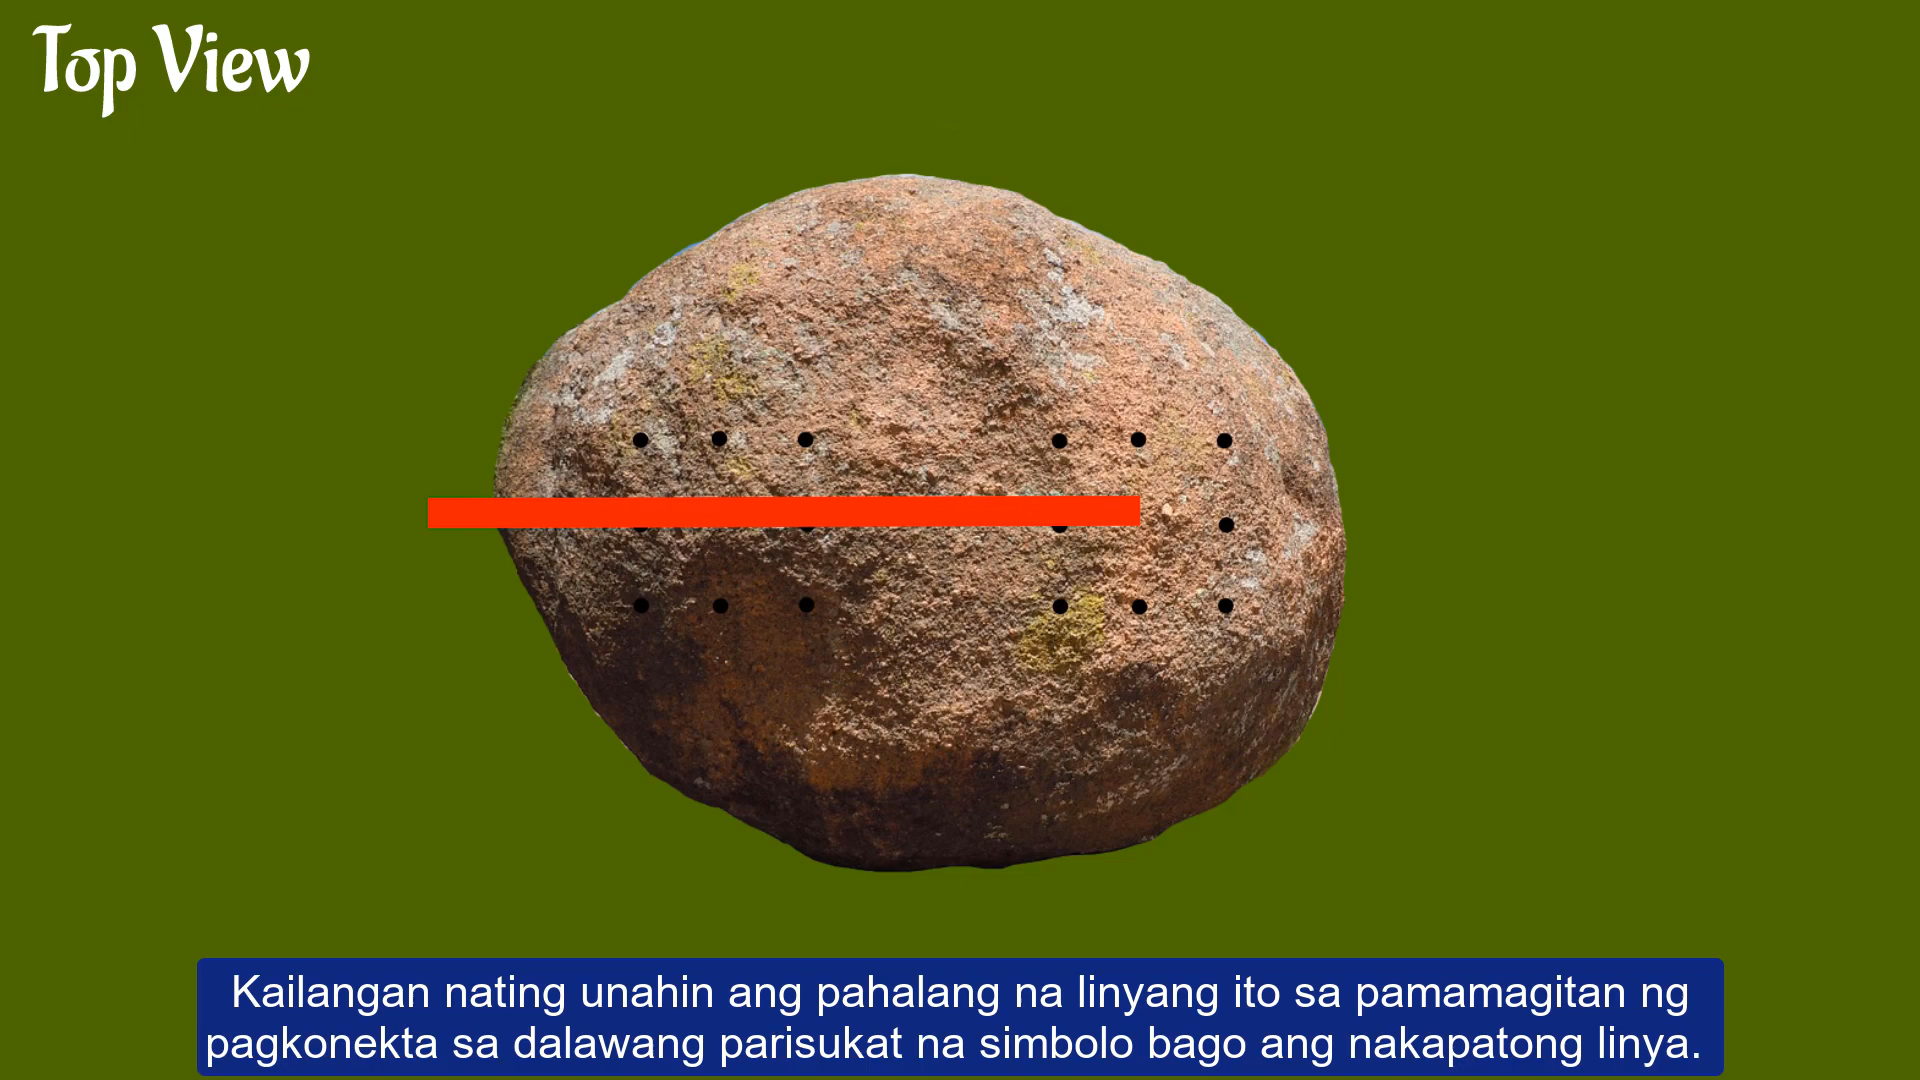 Top View
Kailangan nating unahin ang pahalang na linyang ito sa pamamagitan ng
pagkonekta sa dalawang parisukat na simbolo bago ang nakapatong linya.